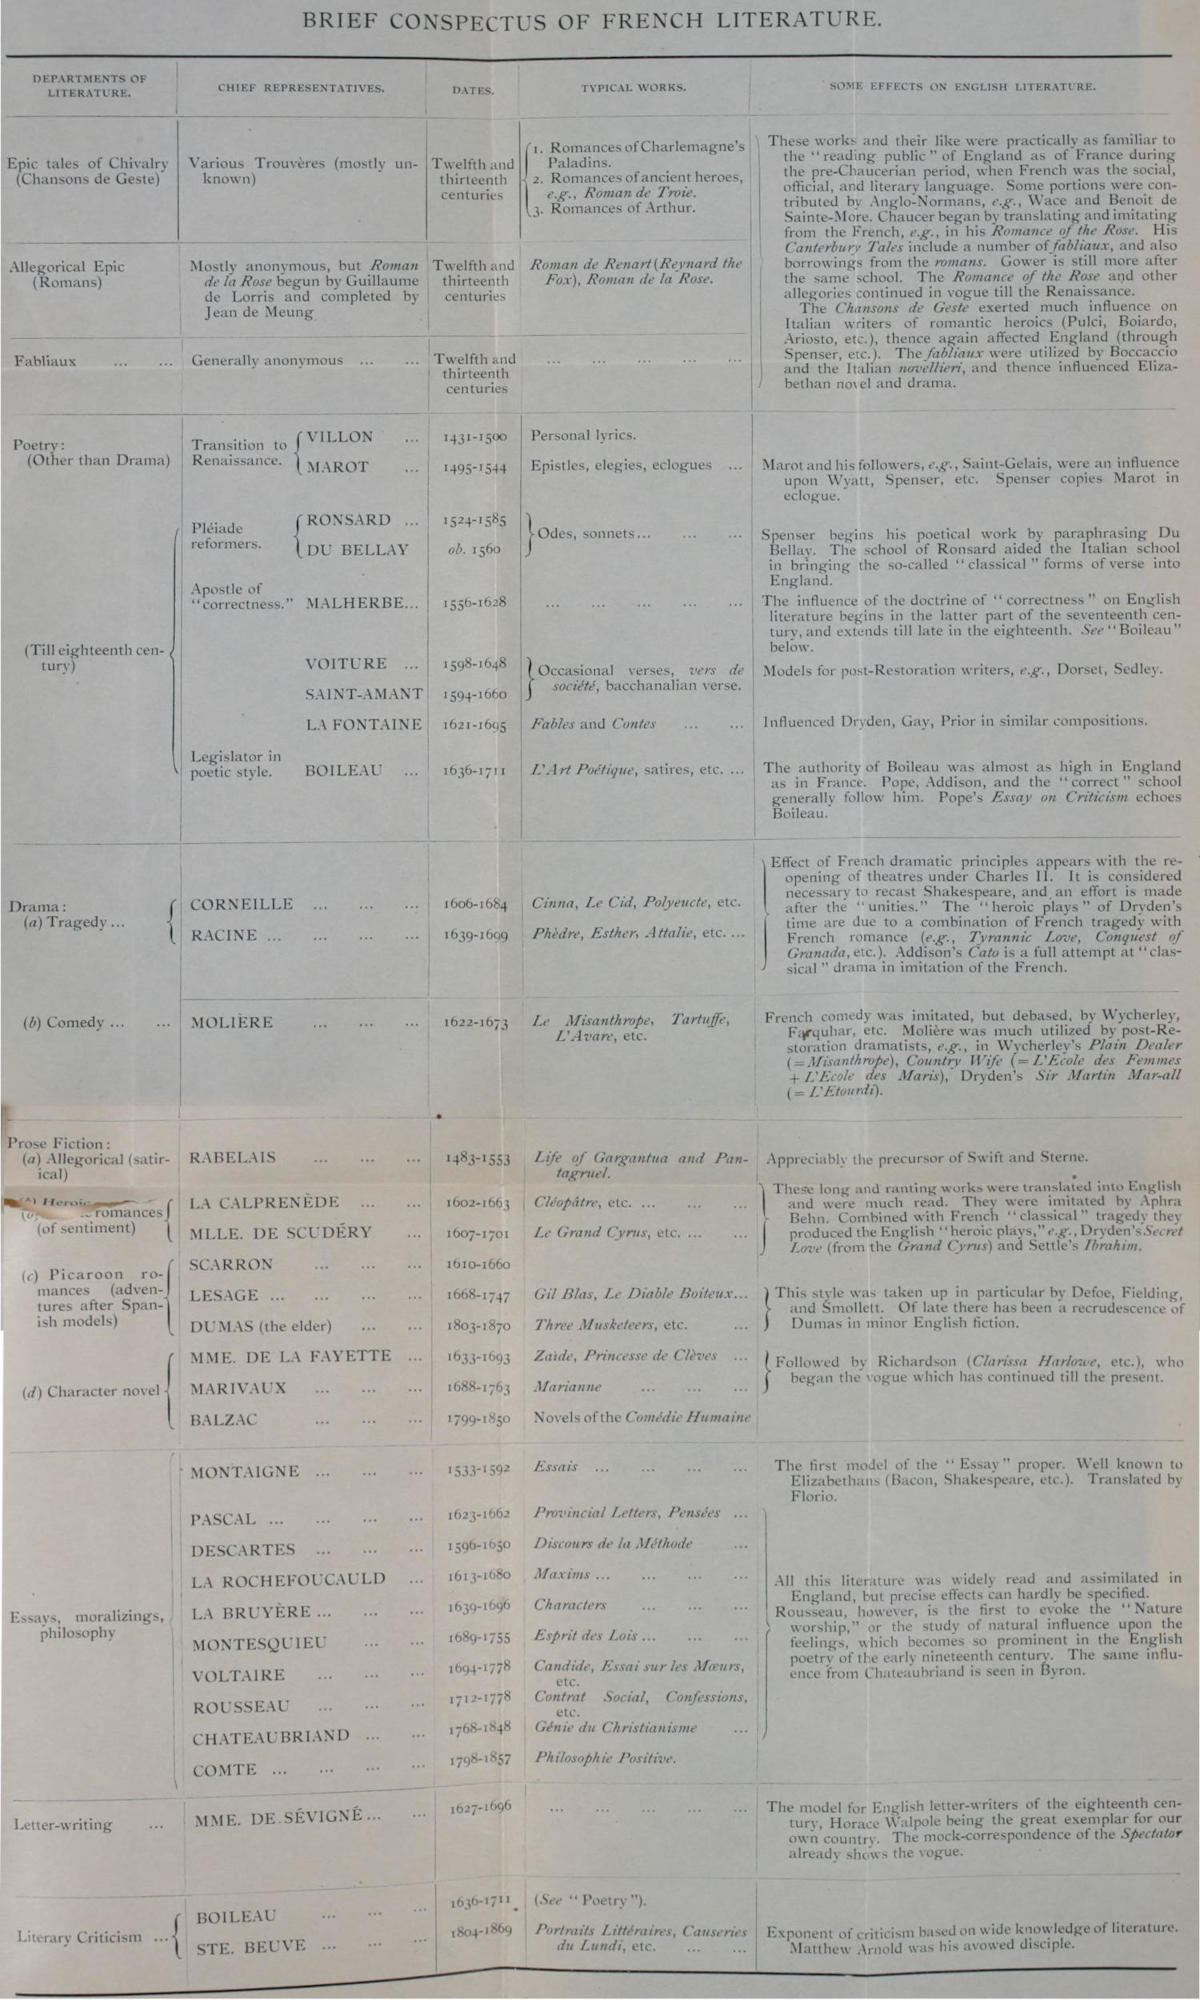 BRIEF CONSPECTUS OF FRENCH LITERATURE.
DEPARTMENTS OF
LITERATURE.
CHIEF REPRESENTATIVES.
DATES.
TYPICAL WORKS.
SOME EFFECTS ON ENGLISH LITERATURE.
Epic tales of Chivalry
(Chansons de Geste)
Various Trouvères (mostly un-
known)
Twelfth and
thirteenth
centuries
1. Romances of Charlemagne's
Paladins.
2. Romances of ancient heroes,
e.g., Roman de Troie.
3. Romances of Arthur.
These works and their like were practically as familiar to
the "reading public" of England as of France during
the pre-Chaucerian period, when French was the social,
official, and literary language. Some portions were con-
tributed by Anglo-Normans, e.g., Wace and Benoit de
Sainte-More. Chaucer began by translating and imitating
from the French, e.g., in his Romance of the Rose. His
Canterbury Tales include a number of fabliaux, and also
borrowings from the romans. Gower is still more after
the same school. The Romance of the Rose and other
allegories continued in vogue till the Renaissance.
The Chansons de Geste exerted much influence on
Italian writers of romantic heroics (Pulci, Boiardo,
Ariosto, etc.), thence again affected England (through
Spenser, etc.). The fabliaux were utilized by Boccaccio
and the Italian novellieri, and thence influenced Eliza-
bethan novel and drama.
Allegorical Epic
(Romans)
Mostly anonymous, but Roman
de la Rose begun by Guillaume
de Lorris and completed by
Jean de Meung
Twelfth and
thirteenth
centuries
Roman de Renart (Reynard the
Fox), Roman de la Rose.
Fabliaux ... ...
Generally anonymous ... ...
Twelfth and
thirteenth
centuries
... ... ... ... ...
Poetry:
(Other than Drama)
Transition to
Renaissance.
VILLON ...
1431-1500
Personal lyrics.
MAROT ...
1495-1544
Epistles, elegies, eclogues ...
Marot and his followers, e.g., Saint-Gelais, were an influence
upon Wyatt, Spenser, etc. Spenser copies Marot in
eclogue.
(Till eighteenth cen-
tury)
Pléiade
reformers.
RONSARD ...
1524-1585
DU BELLAY
ob. 1560
Odes, sonnets... ... ...
Spenser begins his poetical work by paraphrasing Du
Bellay. The school of Ronsard aided the Italian school
in bringing the so-called "classical" forms of verse into
England.
Apostle of
"correctness." MALHERBE...
1556-1628
... ... ... ... ...
The influence of the doctrine of "correctness" on English
literature begins in the latter part of the seventeenth cen-
tury, and extends till late in the eighteenth. See "Boileau"
below.
VOITURE ...
1598-1648
SAINT-AMANT
1594-1660
Occasional verses, vers de
société, bacchanalian verse.
Models for post-Restoration writers, e.g., Dorset, Sedley.
LA FONTAINE
1621-1695
Fables and Contes ... ...
Influenced Dryden, Gay, Prior in similar compositions.
Legislator in
poetic style. BOILEAU ...
1636-1711
L'Art Poétique, satires, etc. ...
The authority of Boileau was almost as high in England
as in France. Pope, Addison, and the "correct" school
generally follow him. Pope's Essay on Criticism echoes
Boileau.
Drama:
(a) Tragedy ...
CORNEILLE ... ... ...
1606-1684
Cinna, Le Cid, Polyeucte, etc.
RACINE ... ... ... ...
1639-1699
Phèdre, Esther, Attalie, etc. ...
Effect of French dramatic principles appears with the re-
opening of theatres under Charles II. It is considered
necessary to recast Shakespeare, and an effort is made
after the "unities." The "heroic plays" of Dryden's
time are due to a combination of French tragedy with
French romance (e.g., Tyrannic Love, Conquest of
Granada, etc.). Addison's Cato is a full attempt at "clas-
sical" drama in imitation of the French.
(b) Comedy ... ...
MOLIÈRE ... ... ...
1622-1673
Le Misanthrope, Tartuffe,
L'Avare, etc.
French comedy was imitated, but debased, by Wycherley,
Farquhar, etc. Molière was much utilized by post-Re-
storation dramatists, e.g., in Wycherley's Plain Dealer
(=Misanthrope), Country Wife (= L'Ecole des Femmes
+ L'Ecole des Maris), Dryden's Sir Martin Mar-all
(= L'Etourdi).
Prose Fiction:
(a) Allegorical (satir-
ical)
RABELAIS ... ... ...
1483-1553
Life of Gargantua and Pan-
tagruel.
Appreciably the precursor of Swift and Sterne.
Heroic
romances
(of sentiment)
LA CALPRENÈDE ... ...
1602-1663
Cléopâtre, etc. ... ... ...
MLLE. DE SCUDÉRY ...
1607-1701
Le Grand Cyrus, etc. ... ...
These long and ranting works were translated into English
and were much read. They were imitated by Aphra
Behn. Combined with French "classical" tragedy they
produced the English "heroic plays," e.g., Dryden's Secret
Love (from the Grand Cyrus) and Settle's Ibrahim.
(c) Picaroon ro-
mances (adven-
tures after Span-
ish models)
SCARRON ... ... ...
1610-1660
LESAGE ... ... ... ...
1668-1747
Gil Blas, Le Diable Boiteux...
DUMAS (the elder) ... ...
1803-1870
Three Musketeers, etc. ...
This style was taken up in particular by Defoe, Fielding,
and Smollett. Of late there has been a recrudescence of
Dumas in minor English fiction.
(d) Character novel
MME. DE LA FAYETTE ...
1633-1693
Zaïde, Princesse de Clèves ...
MARIVAUX ... ... ...
1688-1763
Marianne ... ... ...
BALZAC ... ... ...
1799-1850
Novels of the Comédie Humaine
Followed by Richardson (Clarissa Harlowe, etc.), who
began the vogue which has continued till the present.
Essays, moralizings,
philosophy
MONTAIGNE ... ... ...
1533-1592
Essais ... ... ... ...
The first model of the "Essay" proper. Well known to
Elizabethans (Bacon, Shakespeare, etc.). Translated by
Florio.
PASCAL ... ... ... ...
1623-1662
Provincial Letters, Pensées ...
DESCARTES ... ... ...
1596-1650
Discours de la Méthode ...
LA ROCHEFOUCAULD ...
1613-1680
Maxims ... ... ... ...
LA BRUYÈRE ... ... ...
1639-1696
Characters ... ... ...
MONTESQUIEU ... ...
1689-1755
Esprit des Lois ... ... ...
VOLTAIRE ... ... ...
1694-1778
Candide, Essai sur les Mœurs,
etc.
ROUSSEAU ... ... ...
1712-1778
Contrat Social, Confessions,
etc.
CHATEAUBRIAND ... ...
1768-1848
Génie du Christianisme ...
COMTE ... ... ... ...
1798-1857
Philosophie Positive.
All this literature was widely read and assimilated in
England, but precise effects can hardly be specified.
Rousseau, however, is the first to evoke the "Nature
worship," or the study of natural influence upon the
feelings, which becomes so prominent in the English
poetry of the early nineteenth century. The same influ-
ence from Chateaubriand is seen in Byron.
Letter-writing ...
MME. DE SÉVIGNÉ ... ...
1627-1696
... ... ... ... ...
The model for English letter-writers of the eighteenth cen-
tury, Horace Walpole being the great exemplar for our
own country. The mock-correspondence of the Spectator
already shows the vogue.
Literary Criticism ...
BOILEAU ... ... ...
1636-1711
(See "Poetry").
STE. BEUVE ... ... ...
1804-1869
Portraits Littéraires, Causeries
du Lundi, etc. ... ...
Exponent of criticism based on wide knowledge of literature.
Matthew Arnold was his avowed disciple.